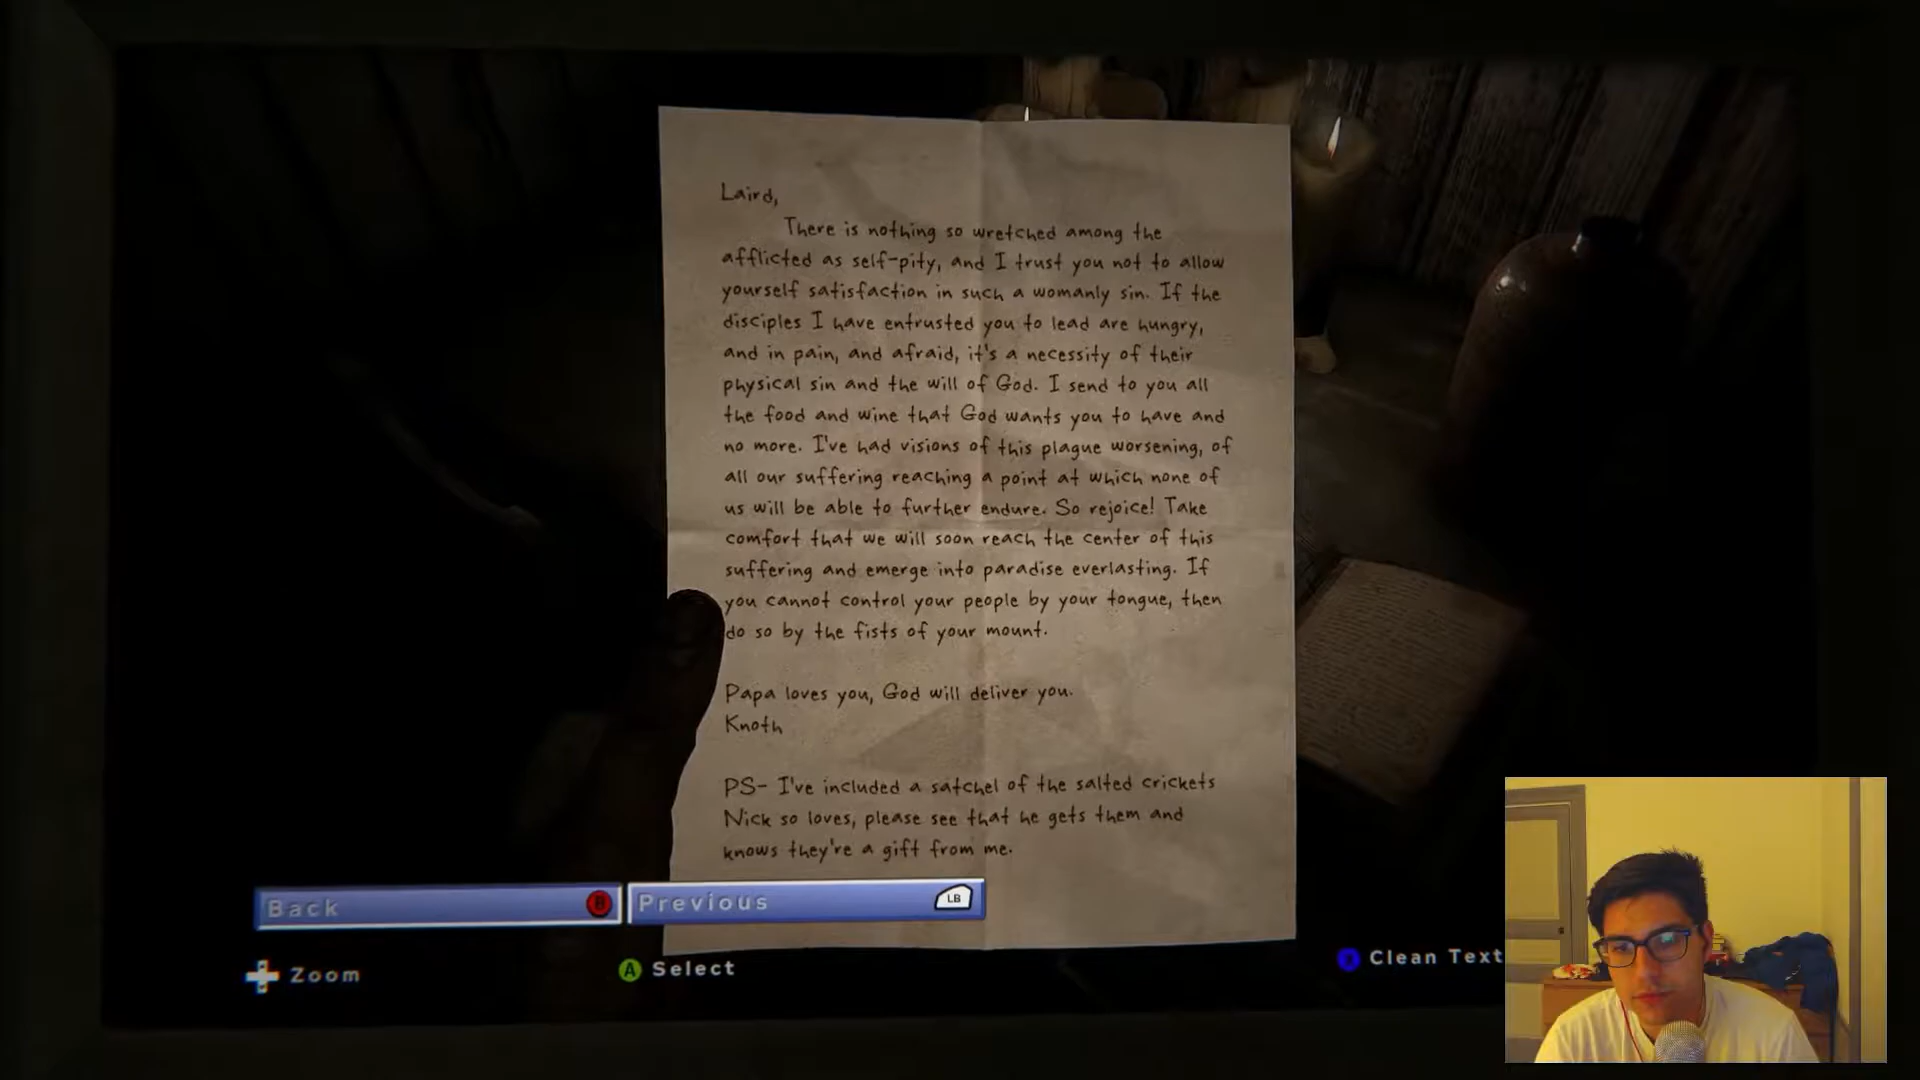 Laird,
There is nothing so wretched among the
afflicted as self-pity, and I trust you not to allow
yourself satisfaction in such a womanly sin. If the
disciples I have entrusted you to lead are hungry,
and in pain, and afraid, it's a necessity of their
physical sin and the will of God. I send to you all
the food and wine that God wants you to have and
no more. I've had visions of this plague worsening, of
all our suffering reaching a point at which none of
us will be able to further endure. So rejoice! Take
comfort that we will soon reach the center of this
suffering and emerge into paradise everlasting. If
you cannot control your people by your tongue, then
do so by the fists of your mount.
Papa loves you, God will deliver you.
Knoth
PS- I've included a satchel of the salted crickets
Nick so loves, please see that he gets them and
knows they're a gift from me.
Back B
Previous LB
Zoom
A Select
Clean Text